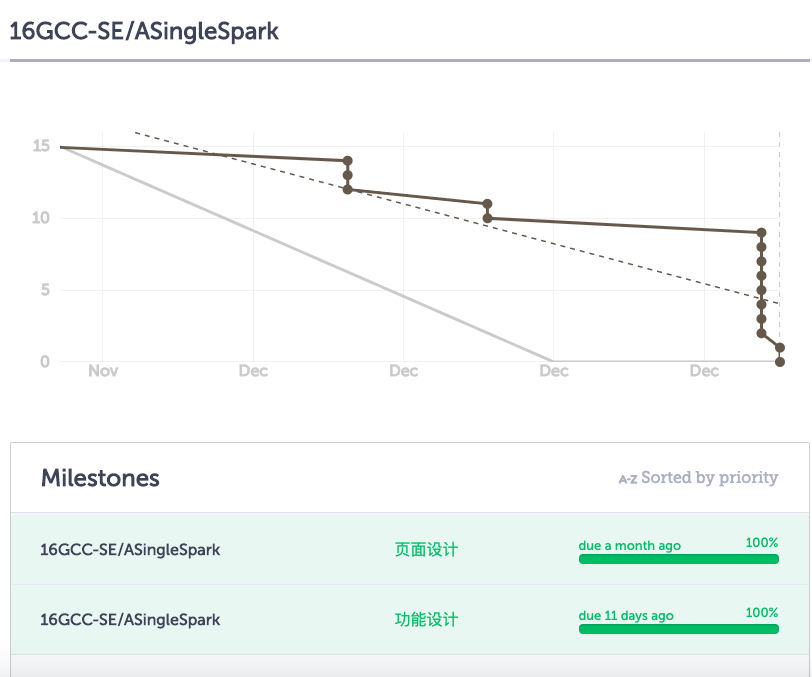 16GCC-SE/ASingleSpark
15
10
5
0
Nov Dec Dec Dec Dec
Milestones A-Z Sorted by priority
16GCC-SE/ASingleSpark 页面设计 due a month ago 100%
16GCC-SE/ASingleSpark 功能设计 due 11 days ago 100%